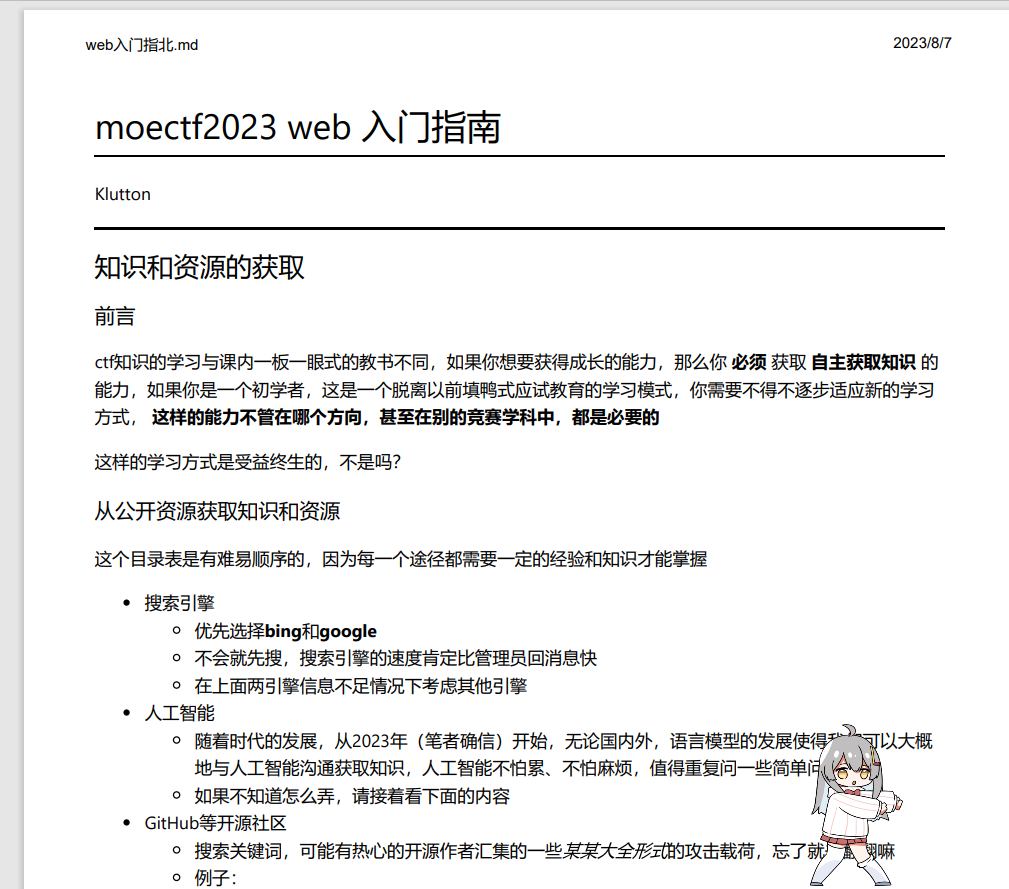 web入门指北.md
2023/8/7
moectf2023 web 入门指南
Klutton
知识和资源的获取
前言
ctf知识的学习与课内一板一眼式的教书不同，如果你想要获得成长的能力，那么你 必须 获取 自主获取知识 的
能力，如果你是一个初学者，这是一个脱离以前填鸭式应试教育的学习模式，你需要不得不逐步适应新的学习
方式， 这样的能力不管在哪个方向，甚至在别的竞赛学科中，都是必要的
这样的学习方式是受益终生的，不是吗？
从公开资源获取知识和资源
这个目录表是有难易顺序的，因为每一个途径都需要一定的经验和知识才能掌握
搜索引擎
优先选择bing和google
不会就先搜，搜索引擎的速度肯定比管理员回消息快
在上面两引擎信息不足情况下考虑其他引擎
人工智能
随着时代的发展，从2023年（笔者确信）开始，无论国内外，语言模型的发展使得可以大概
地与人工智能沟通获取知识，人工智能不怕累、不怕麻烦，值得重复问一些简单
如果不知道怎么弄，请接着看下面的内容
GitHub等开源社区
搜索关键词，可能有热心的开源作者汇集的一些某某大全形式的攻击载荷，忘了就翻嘛
例子：